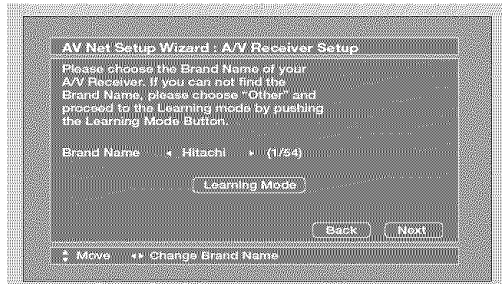 AV Net Setup Wizard : A/V Receiver Setup
Please choose the Brand Name of your
A/V Receiver. If you can not find the
Brand Name, please choose “Other” and
proceed to the Learning mode by pushing
the Learning Mode Button.
Brand Name ◂ Hitachi ▸ (1/54)
Learning Mode
Back Next
Move ◂▸ Change Brand Name